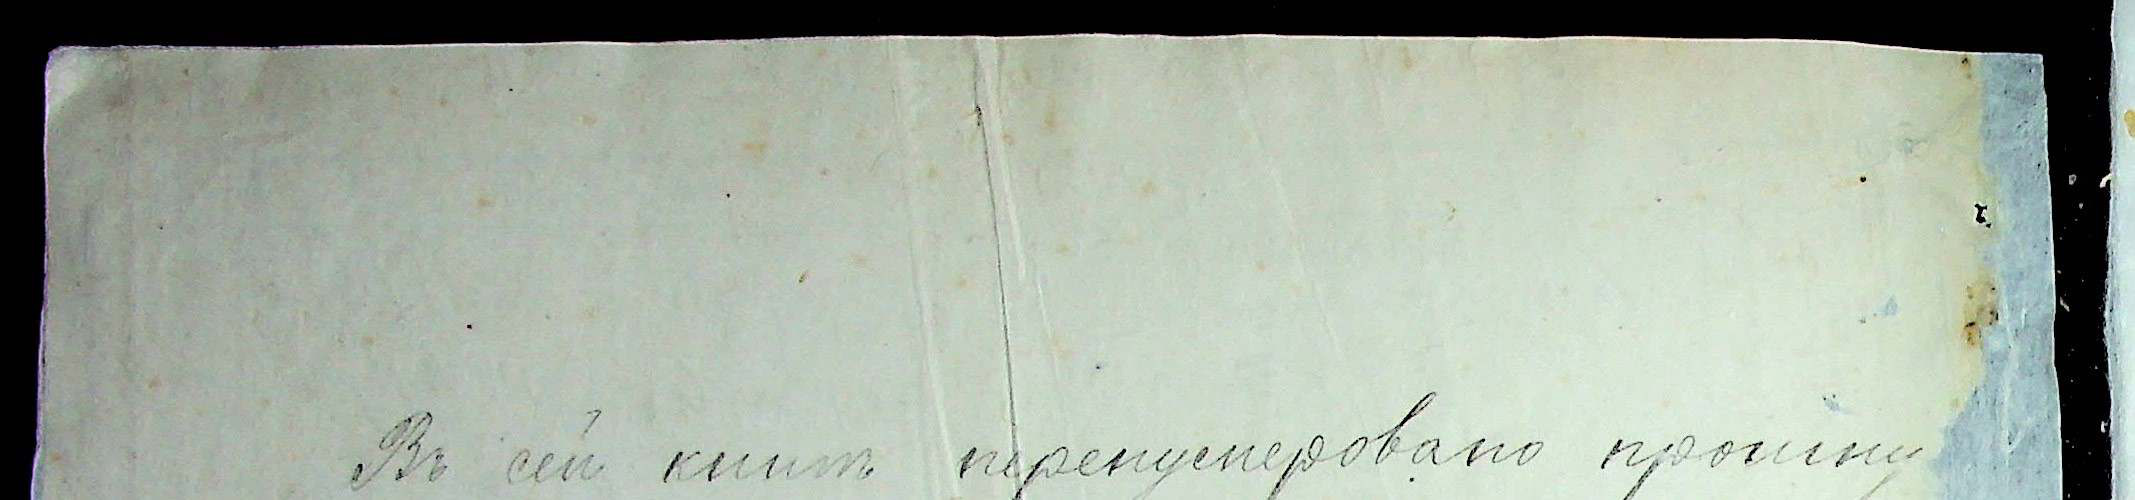 Въ сей книгѣ перенумеровано прошну